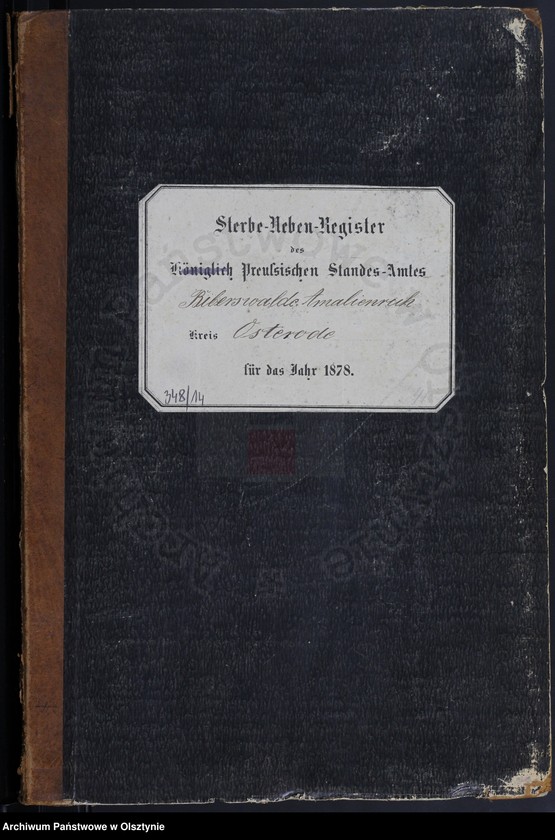 Sterbe-Neben-Register
des
Königlich Preußischen Standes-Amtes
Biberswalde Amalienruh
Kreis Osterode
für das Jahr 1878.
348/14
Archiwum Państwowe w Olsztynie